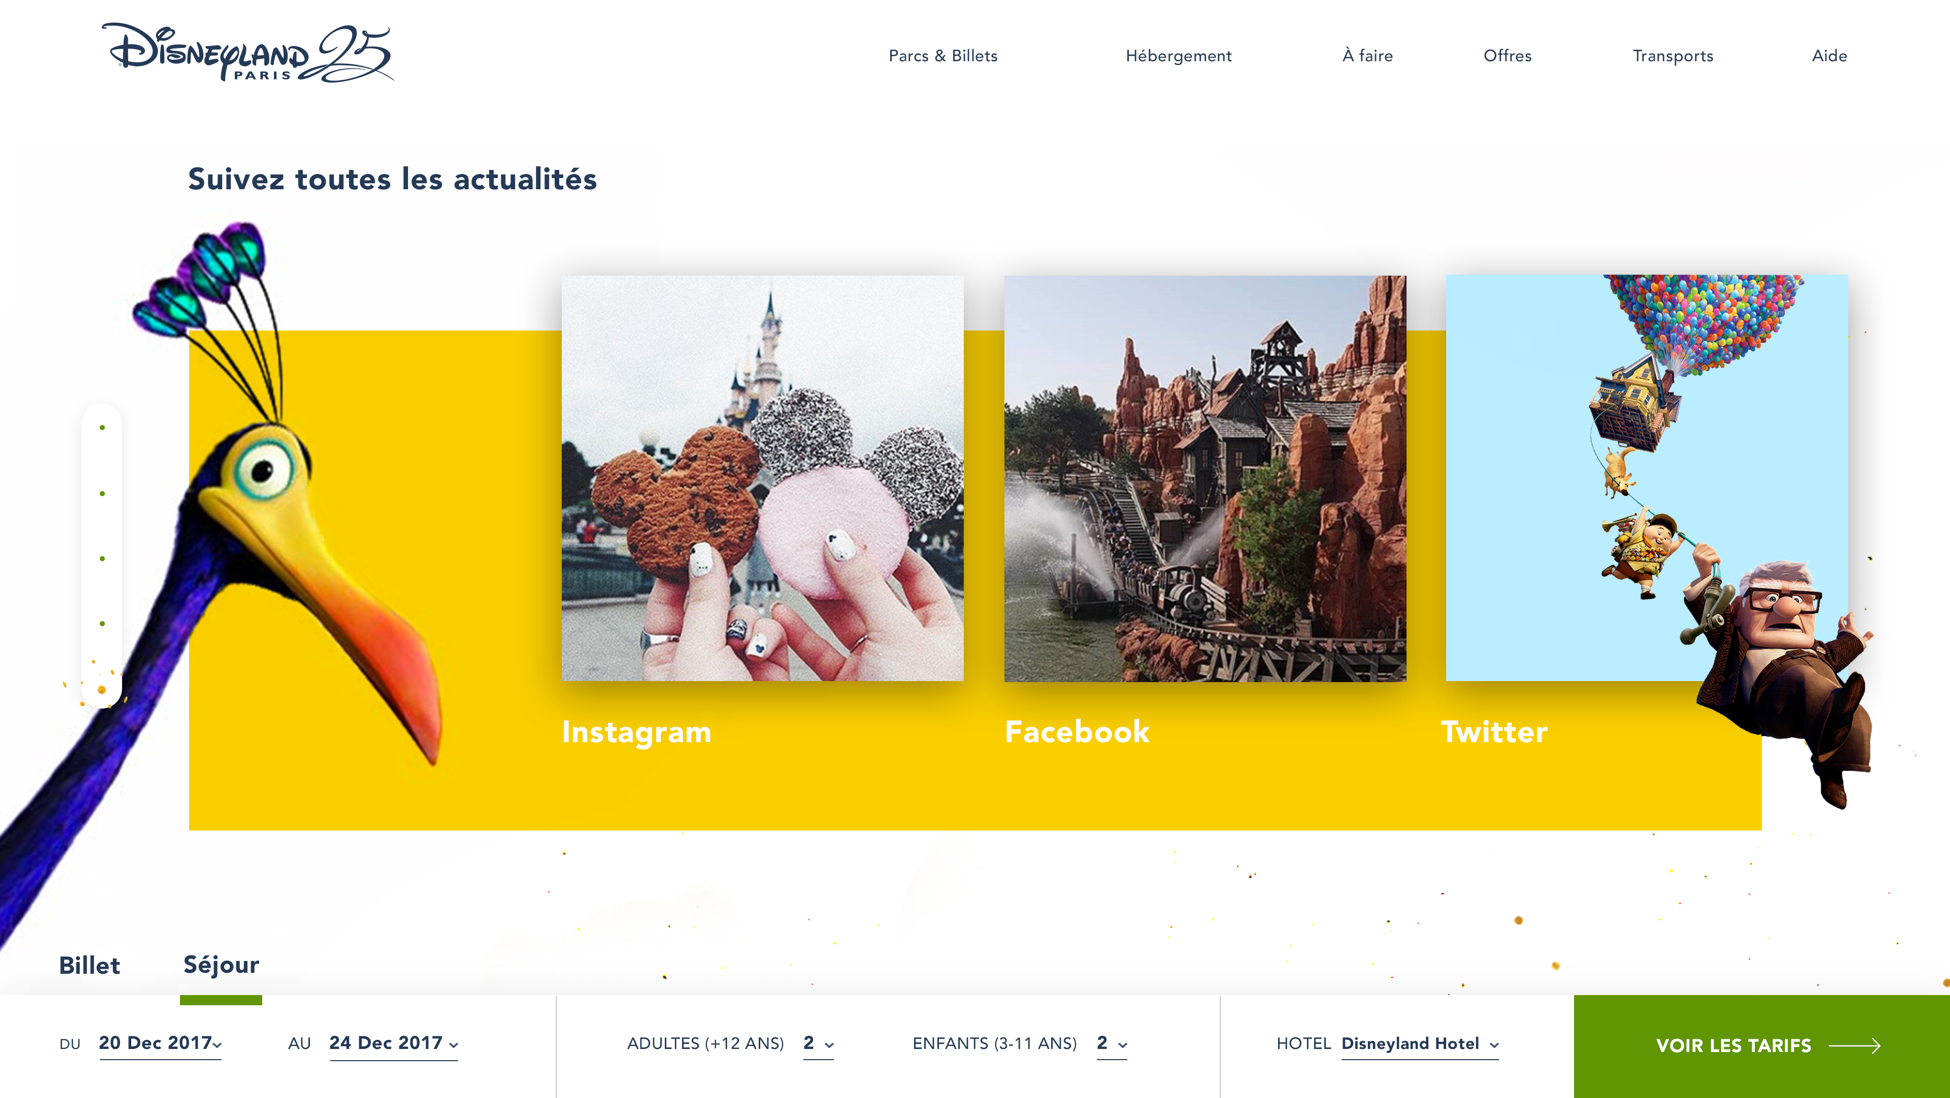 DISNEYLAND 25
PARIS
Parcs & Billets
Hébergement
À faire
Offres
Transports
Aide
Suivez toutes les actualités
Instagram
Facebook
Twitter
Billet
Séjour
DU 20 Dec 2017
AU 24 Dec 2017
ADULTES (+12 ANS) 2
ENFANTS (3-11 ANS) 2
HOTEL Disneyland Hotel
VOIR LES TARIFS